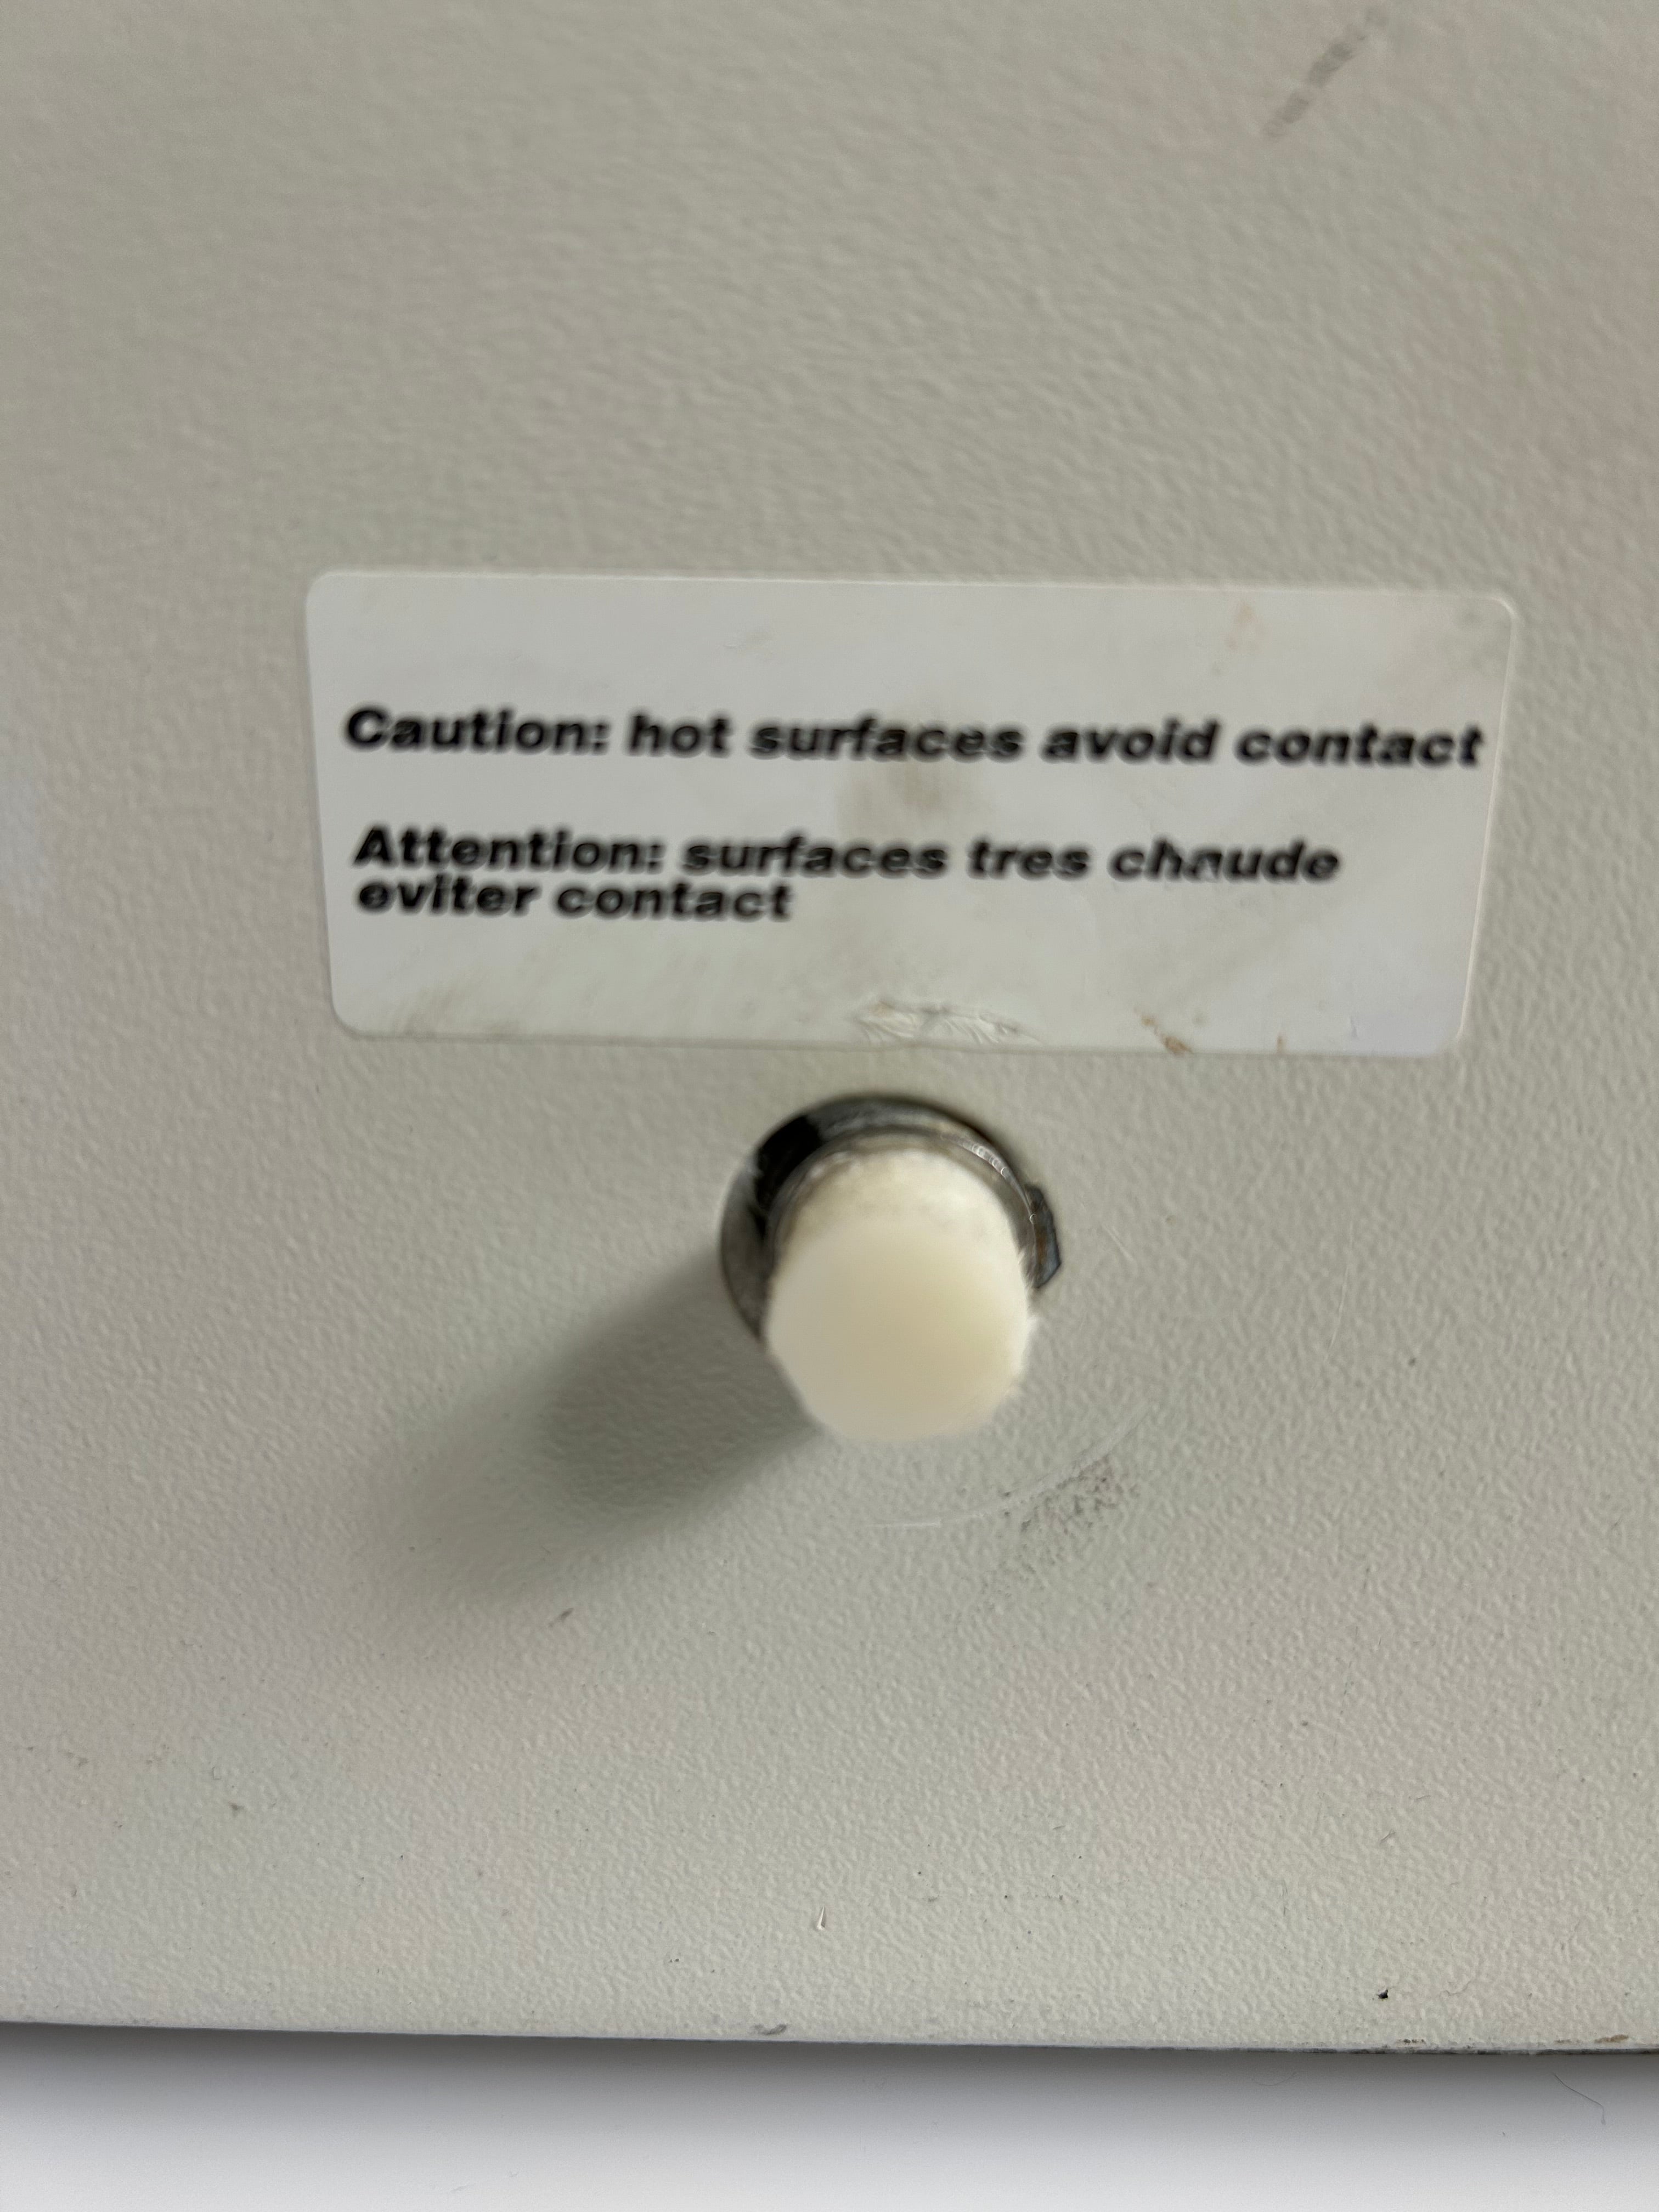 Caution: hot surfaces avoid contact
Attention: surfaces tres chaude
eviter contact